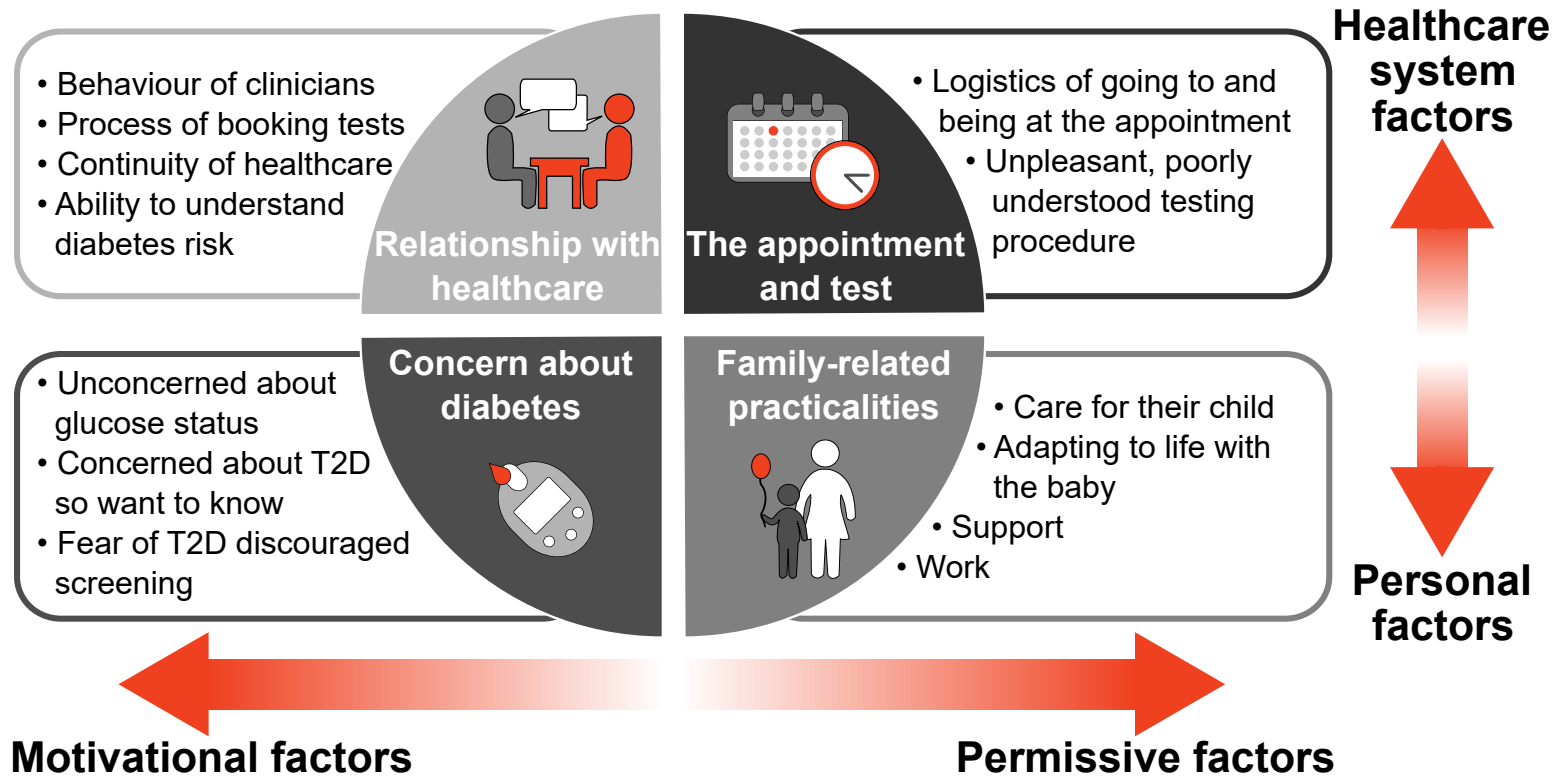 Healthcare
system
factors
• Behaviour of clinicians
• Process of booking tests
• Continuity of healthcare
• Ability to understand
diabetes risk
Relationship with
healthcare
The appointment
and test
• Logistics of going to and
being at the appointment
• Unpleasant, poorly
understood testing
procedure
• Unconcerned about
glucose status
• Concerned about T2D
so want to know
• Fear of T2D discouraged
screening
Concern about
diabetes
Family-related
practicalities
• Care for their child
• Adapting to life with
the baby
• Support
• Work
Personal
factors
Motivational factors
Permissive factors